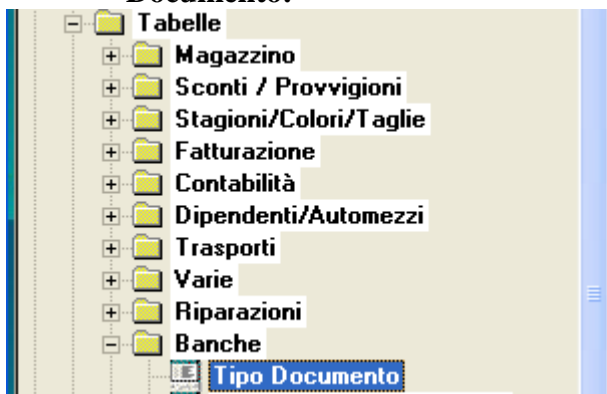 Documento:
Tabelle
Magazzino
Sconti / Provvigioni
Stagioni/Colori/Taglie
Fatturazione
Contabilità
Dipendenti/Automezzi
Trasporti
Varie
Riparazioni
Banche
Tipo Documento